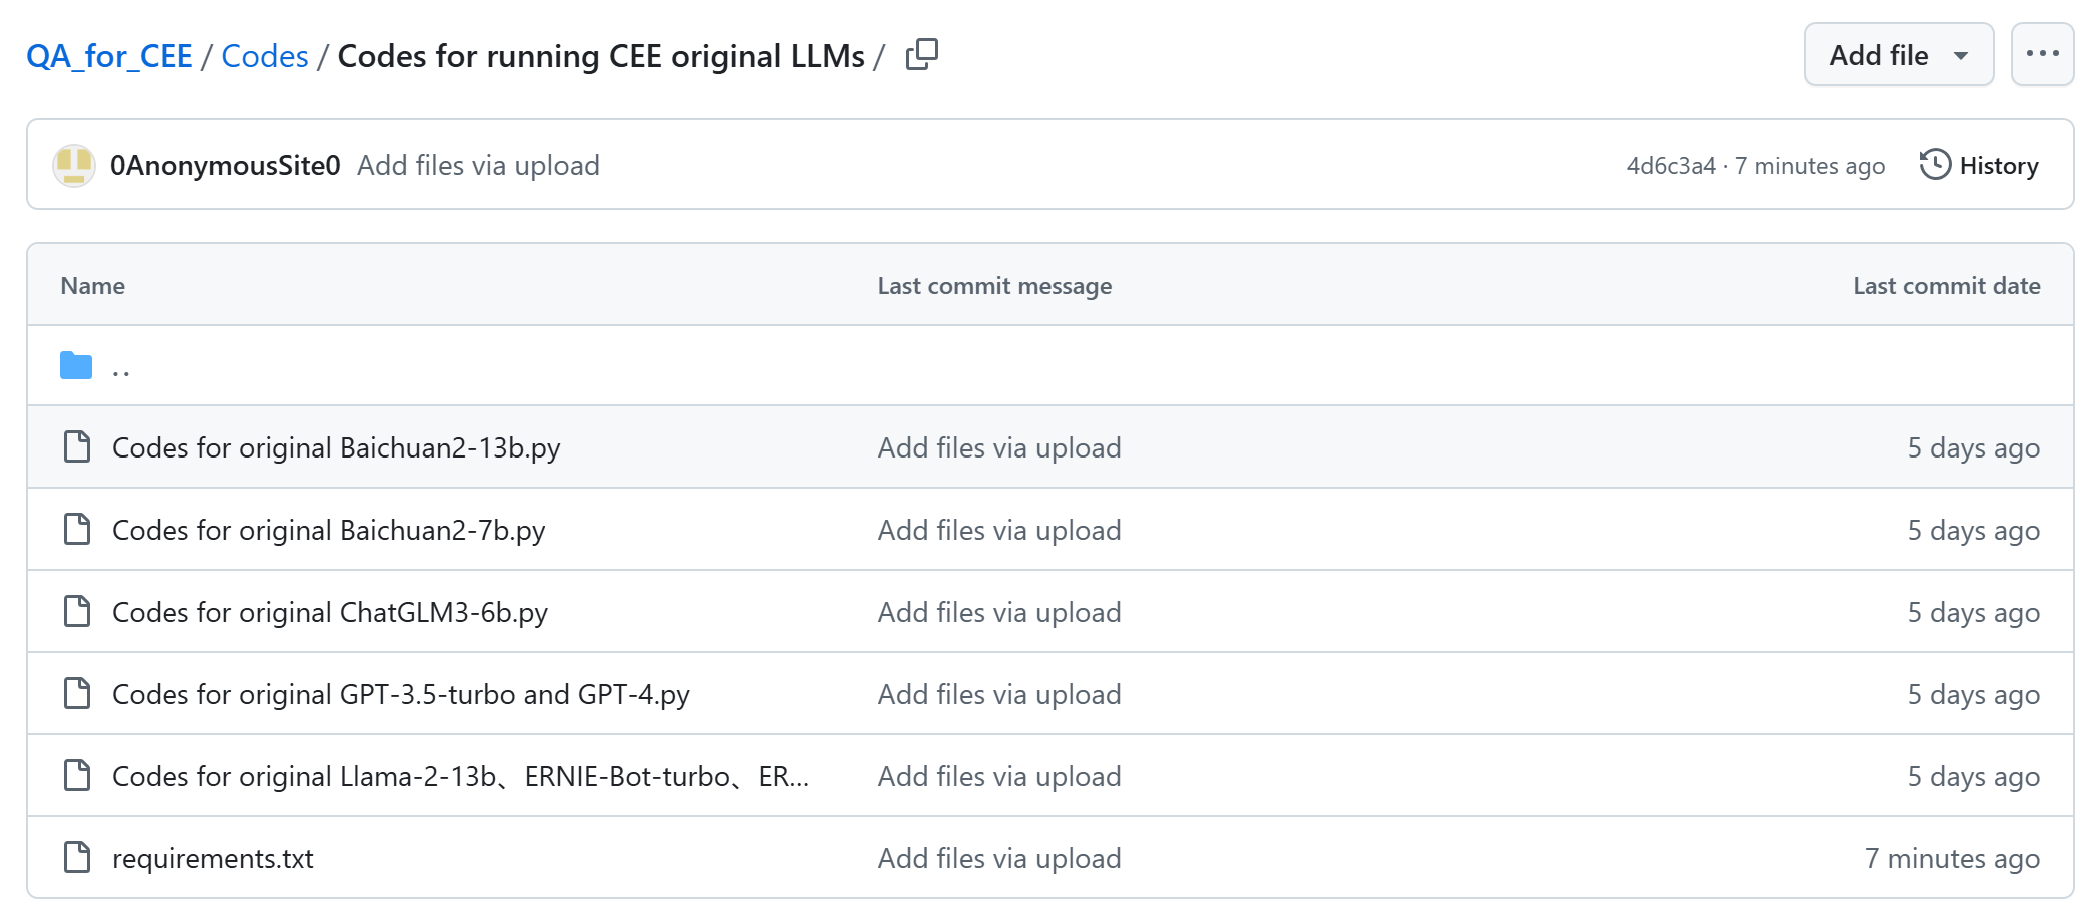 QA_for_CEE / Codes / Codes for running CEE original LLMs /
Add file
0AnonymousSite0 Add files via upload
4d6c3a4 · 7 minutes ago
History
Name Last commit message Last commit date
..
Codes for original Baichuan2-13b.py Add files via upload 5 days ago
Codes for original Baichuan2-7b.py Add files via upload 5 days ago
Codes for original ChatGLM3-6b.py Add files via upload 5 days ago
Codes for original GPT-3.5-turbo and GPT-4.py Add files via upload 5 days ago
Codes for original Llama-2-13b、ERNIE-Bot-turbo、ER... Add files via upload 5 days ago
requirements.txt Add files via upload 7 minutes ago